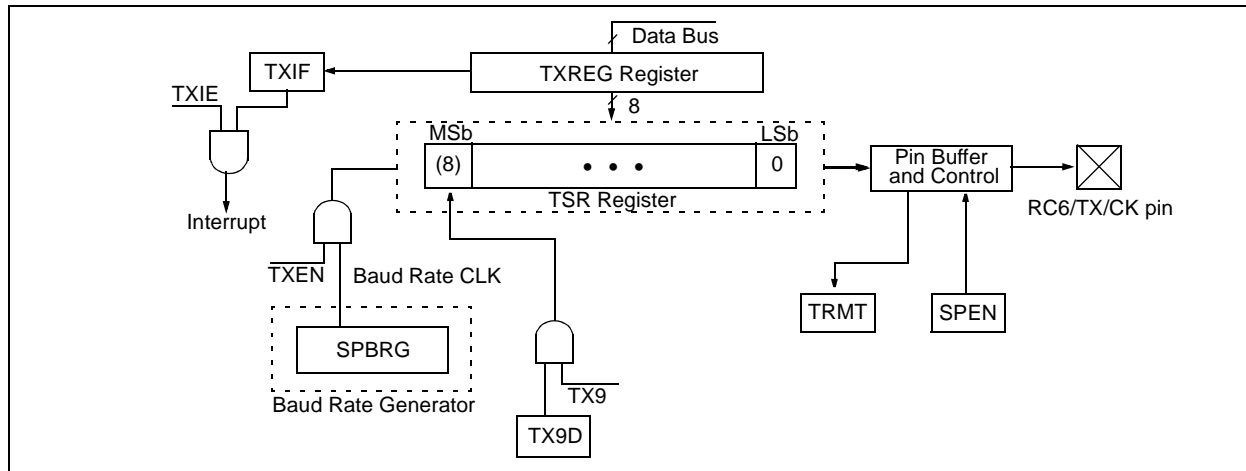 Data Bus
TXIF
TXREG Register
TXIE
8
MSb
LSb
(8)
• • •
0
Pin Buffer
and Control
TSR Register
Interrupt
RC6/TX/CK pin
TXEN
Baud Rate CLK
TRMT
SPEN
SPBRG
TX9
Baud Rate Generator
TX9D